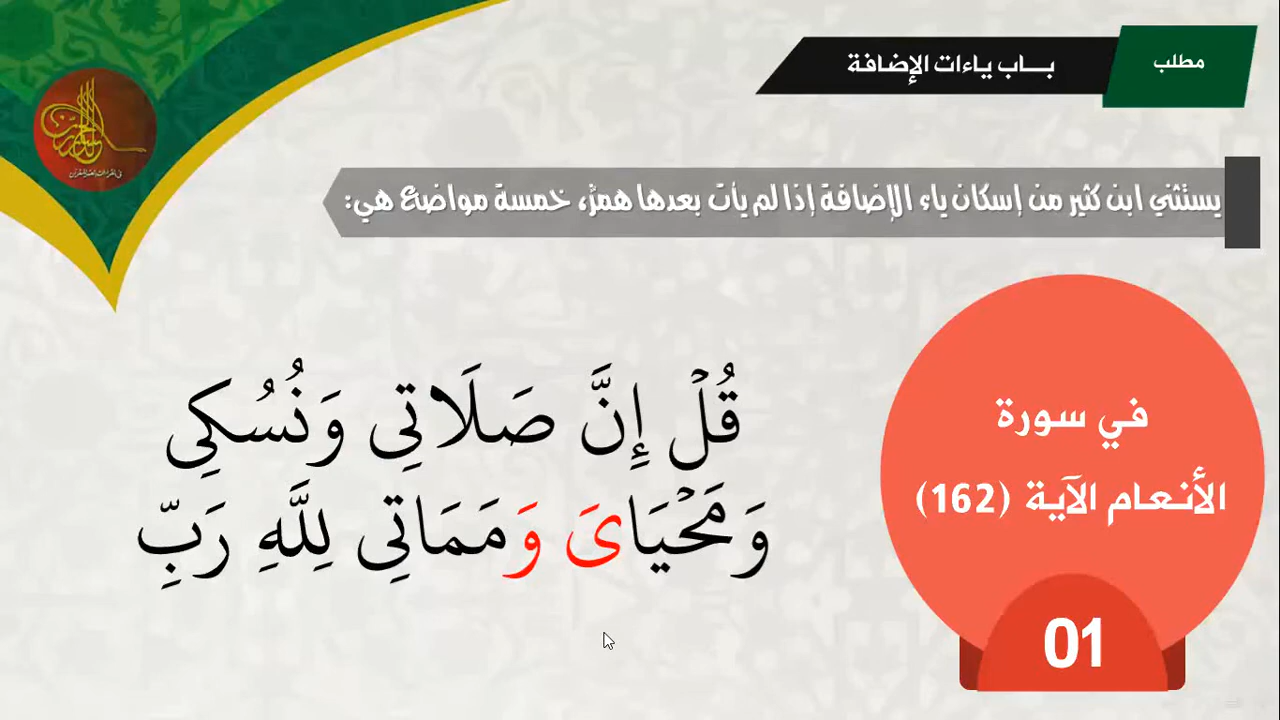 مطلب
بـــاب ياءات الإضافة
يستثني ابن كثير من إسكان ياء الإضافة إذا لم يأت بعدها همزٌ، خمسة مواضع هي:
في سورة
الأنعام الآية (162)
قُلۡ إِنَّ صَلَاتِي وَنُسُكِي
وَمَحۡيَايَ وَمَمَاتِي لِلَّهِ رَبِّ
01